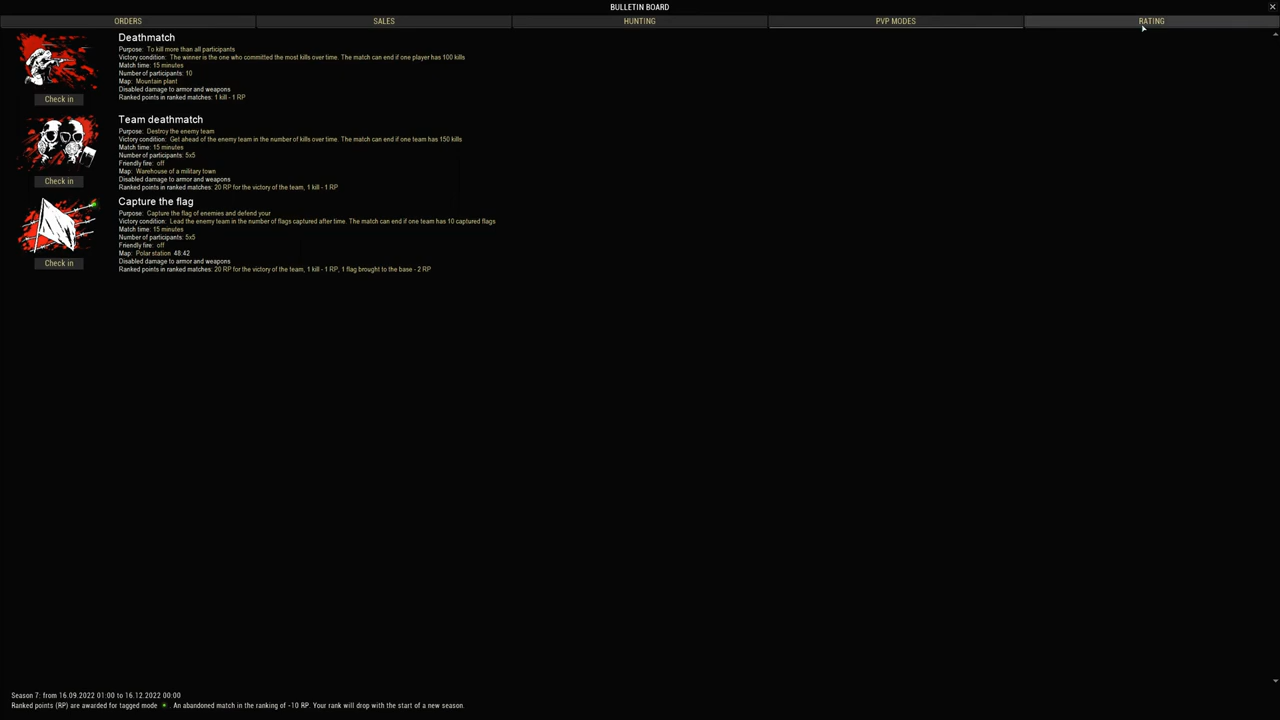 BULLETIN BOARD
ORDERS SALES HUNTING PVP MODES RATING
Deathmatch
Purpose: To kill more than all participants
Victory condition: The winner is the one who committed the most kills over time. The match can end if one player has 100 kills
Match time: 15 minutes
Number of participants: 10
Map: Mountain plant
Disabled damage to armor and weapons
Ranked points in ranked matches: 1 kill - 1 RP
Check in
Team deathmatch
Purpose: Destroy the enemy team
Victory condition: Get ahead of the enemy team in the number of kills over time. The match can end if one team has 150 kills
Match time: 15 minutes
Number of participants: 5x5
Friendly fire: off
Map: Warehouse of a military town
Disabled damage to armor and weapons
Ranked points in ranked matches: 20 RP for the victory of the team, 1 kill - 1 RP
Check in
Capture the flag
Purpose: Capture the flag of enemies and defend your
Victory condition: Lead the enemy team in the number of flags captured after time. The match can end if one team has 10 captured flags
Match time: 15 minutes
Number of participants: 5x5
Friendly fire: off
Map: Polar station 48:42
Disabled damage to armor and weapons
Ranked points in ranked matches: 20 RP for the victory of the team, 1 kill - 1 RP, 1 flag brought to the base - 2 RP
Check in
Season 7: from 16.09.2022 01:00 to 16.12.2022 00:00
Ranked points (RP) are awarded for tagged mode . An abandoned match in the ranking of -10 RP. Your rank will drop with the start of a new season.